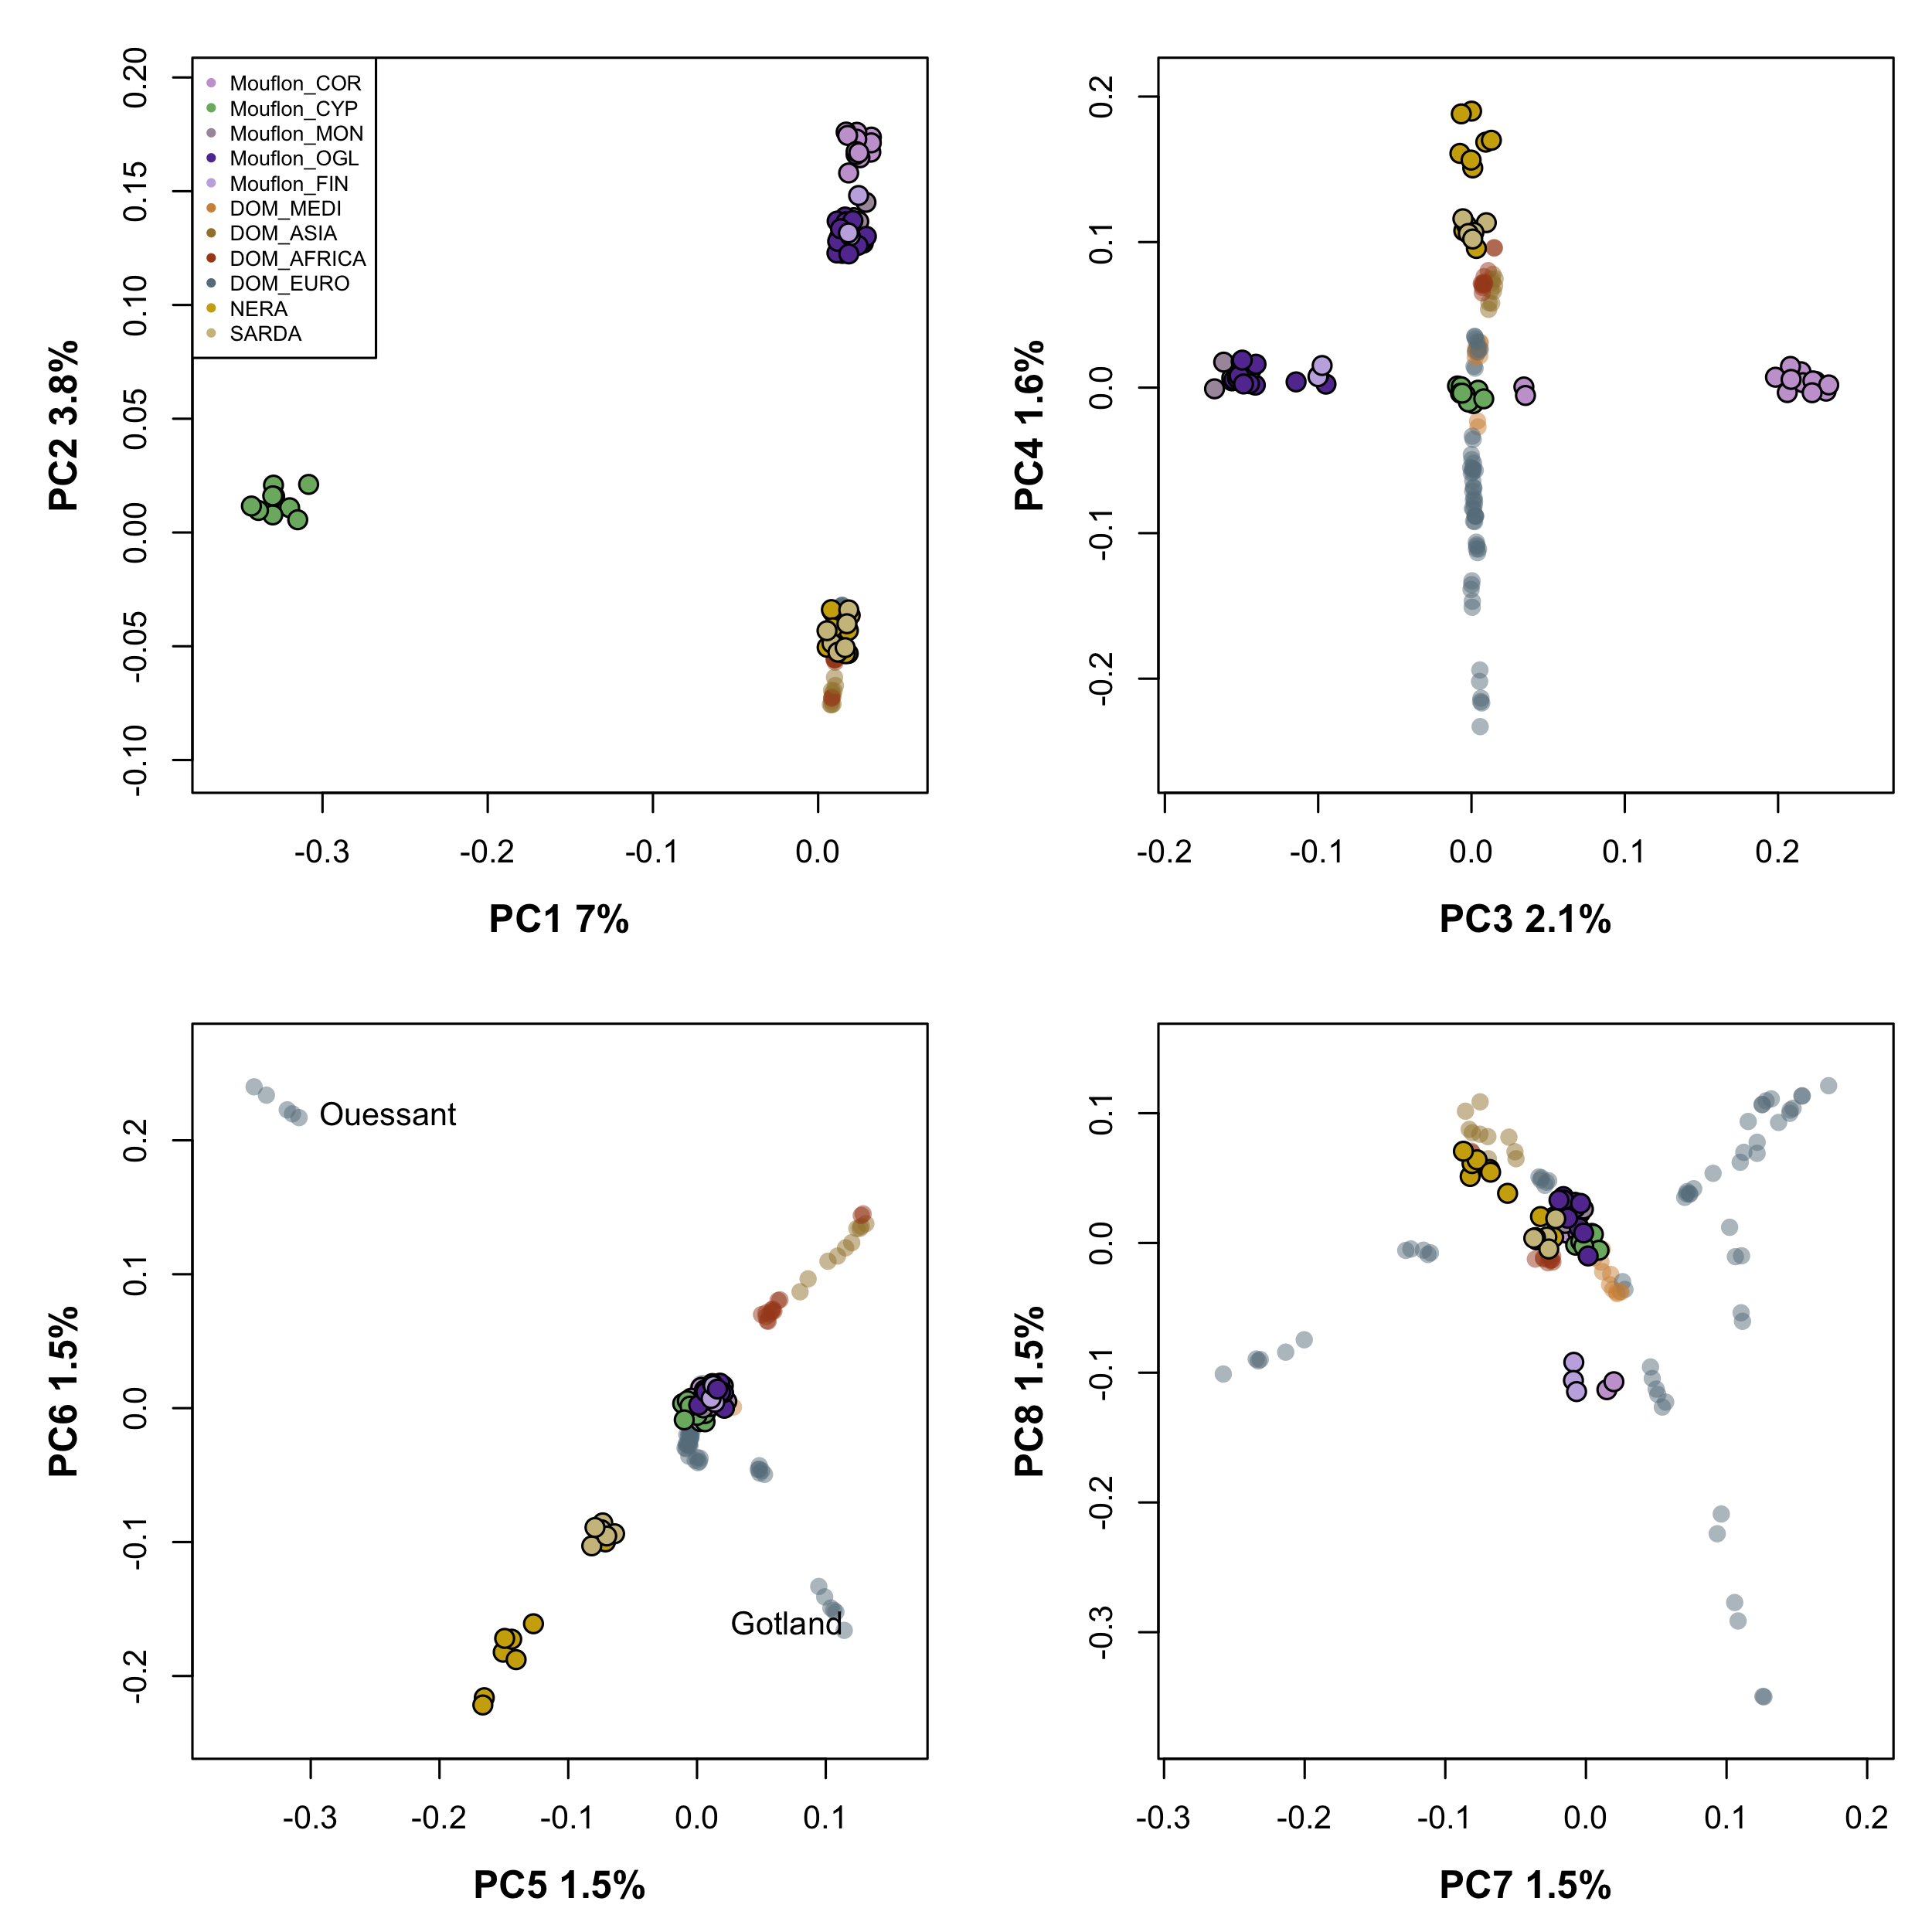 Mouflon_COR
Mouflon_CYP
Mouflon_MON
Mouflon_OGL
Mouflon_FIN
DOM_MEDI
DOM_ASIA
DOM_AFRICA
DOM_EURO
NERA
SARDA
0.20
0.15
0.10
0.05
0.00
-0.05
-0.10
PC2 3.8%
-0.3
-0.2
-0.1
0.0
PC1 7%
0.2
0.1
0.0
-0.1
-0.2
PC4 1.6%
-0.2
-0.1
0.0
0.1
0.2
PC3 2.1%
Ouessant
Gotland
0.2
0.1
0.0
-0.1
-0.2
PC6 1.5%
-0.3
-0.2
-0.1
0.0
0.1
PC5 1.5%
0.1
0.0
-0.1
-0.2
-0.3
PC8 1.5%
-0.3
-0.2
-0.1
0.0
0.1
0.2
PC7 1.5%